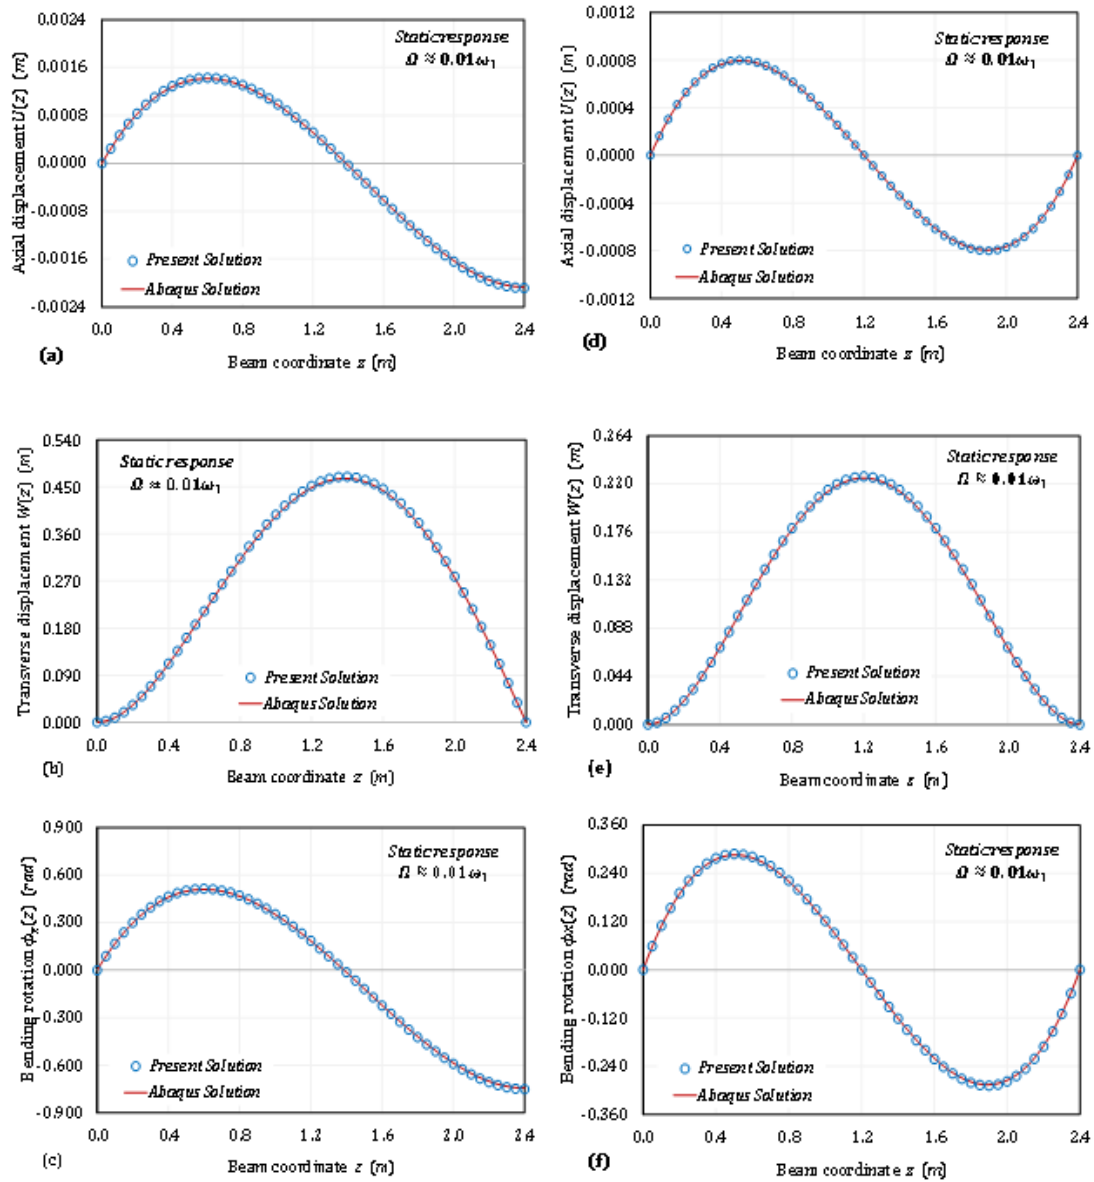 Axial displacement U(z) [m]
0.0024
0.0016
0.0008
0.0000
-0.0008
-0.0016
-0.0024
Static response
Ω ≈ 0.01ω₁
Present Solution
Abaqus Solution
0.0 0.4 0.8 1.2 1.6 2.0 2.4
(a)
Beam coordinate z [m]
Axial displacement U(z) [m]
0.0012
0.0008
0.0004
0.0000
-0.0004
-0.0008
-0.0012
Static response
Ω ≈ 0.01ω₁
Present Solution
Abaqus Solution
0.0 0.4 0.8 1.2 1.6 2.0 2.4
(d)
Beam coordinate z [m]
Transverse displacement W(z) [m]
0.540
0.450
0.360
0.270
0.180
0.090
0.000
Static response
Ω ≈ 0.01ω₁
Present Solution
Abaqus Solution
0.0 0.4 0.8 1.2 1.6 2.0 2.4
(b)
Beam coordinate z [m]
Transverse displacement W(z) [m]
0.264
0.220
0.176
0.132
0.088
0.044
0.000
Static response
Ω ≈ 0.01ω₁
Present Solution
Abaqus Solution
0.0 0.4 0.8 1.2 1.6 2.0 2.4
(e)
Beam coordinate z [m]
Bending rotation ϕₓ(z) [rad]
0.900
0.600
0.300
0.000
-0.300
-0.600
-0.900
Static response
Ω ≈ 0.01ω₁
Present Solution
Abaqus Solution
0.0 0.4 0.8 1.2 1.6 2.0 2.4
(c)
Beam coordinate z [m]
Bending rotation ϕx(z) [rad]
0.360
0.240
0.120
0.000
-0.120
-0.240
-0.360
Static response
Ω ≈ 0.01ω₁
Present Solution
Abaqus Solution
0.0 0.4 0.8 1.2 1.6 2.0 2.4
(f)
Beam coordinate z [m]